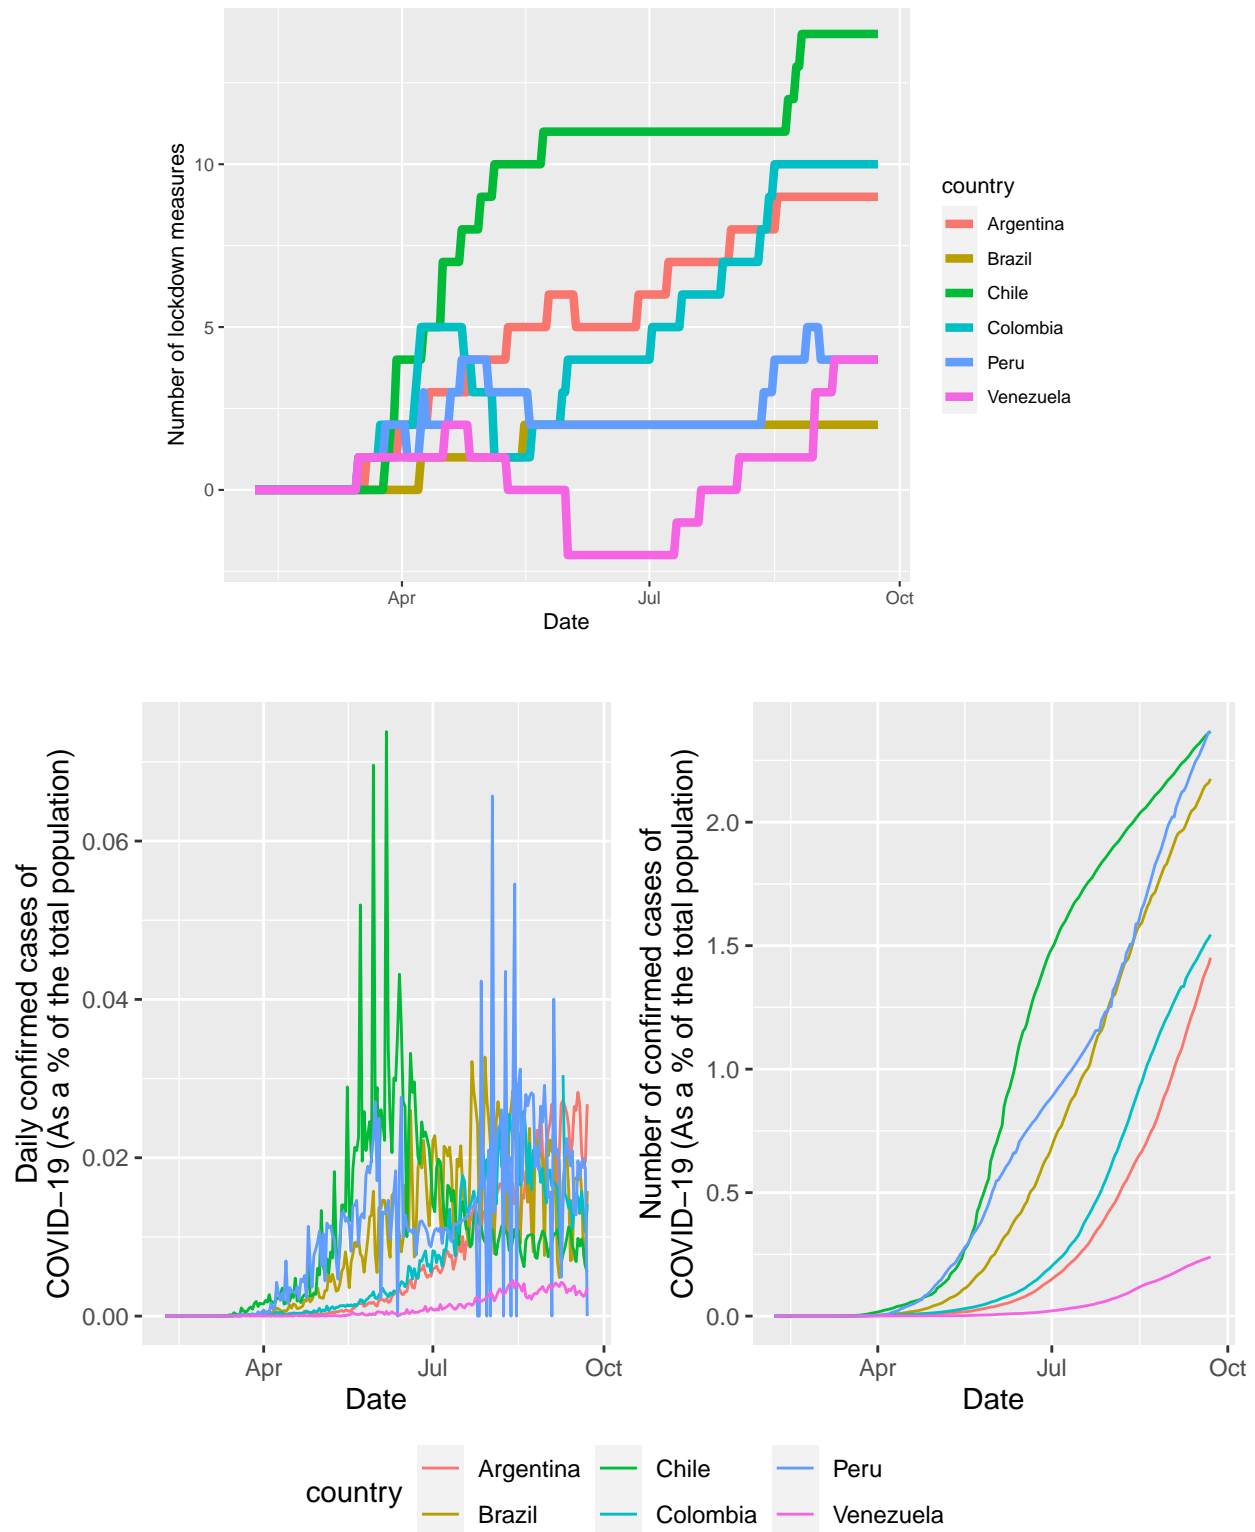 Number of lockdown measures
10
5
0
Apr
Jul
Oct
Date
country
Argentina
Brazil
Chile
Colombia
Peru
Venezuela
Daily confirmed cases of
COVID−19 (As a % of the total population)
0.06
0.04
0.02
0.00
Apr
Jul
Oct
Date
Number of confirmed cases of
COVID−19 (As a % of the total population)
2.0
1.5
1.0
0.5
0.0
Apr
Jul
Oct
Date
country
Argentina
Brazil
Chile
Colombia
Peru
Venezuela